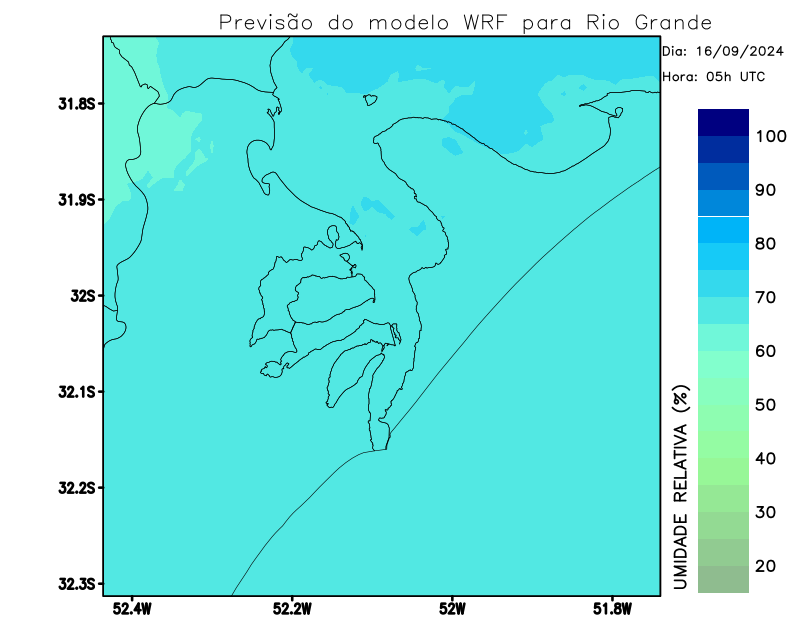 Previsão do modelo WRF para Rio Grande
Dia: 16/09/2024
Hora: 05h UTC
31.8S
31.9S
32S
32.1S
32.2S
32.3S
52.4W
52.2W
52W
51.8W
UMIDADE RELATIVA (%)
100
90
80
70
60
50
40
30
20